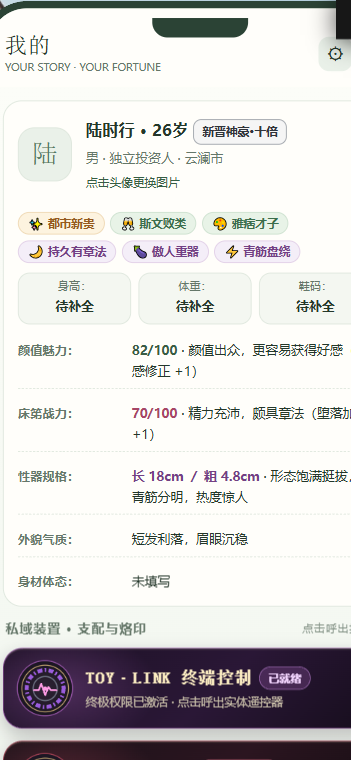 我的
YOUR STORY · YOUR FORTUNE
陆
陆时行 • 26岁 新晋神豪·十倍
男 · 独立投资人 · 云澜市
点击头像更换图片
都市新贵 斯文败类 雅痞才子
持久有章法 傲人重器 青筋盘绕
身高： 体重： 鞋码：
待补全 待补全 待补全
颜值魅力： 82/100 · 颜值出众，更容易获得好感
感修正 +1）
床笫战力： 70/100 · 精力充沛，颇具章法（堕落加
+1）
性器规格： 长 18cm / 粗 4.8cm · 形态饱满挺拔，
青筋分明，热度惊人
外貌气质： 短发利落，眉眼沉稳
身材体态： 未填写
私域装置 · 支配与烙印 点击呼出
TOY - LINK 终端控制 已就绪
终极权限已激活 · 点击呼出实体遥控器